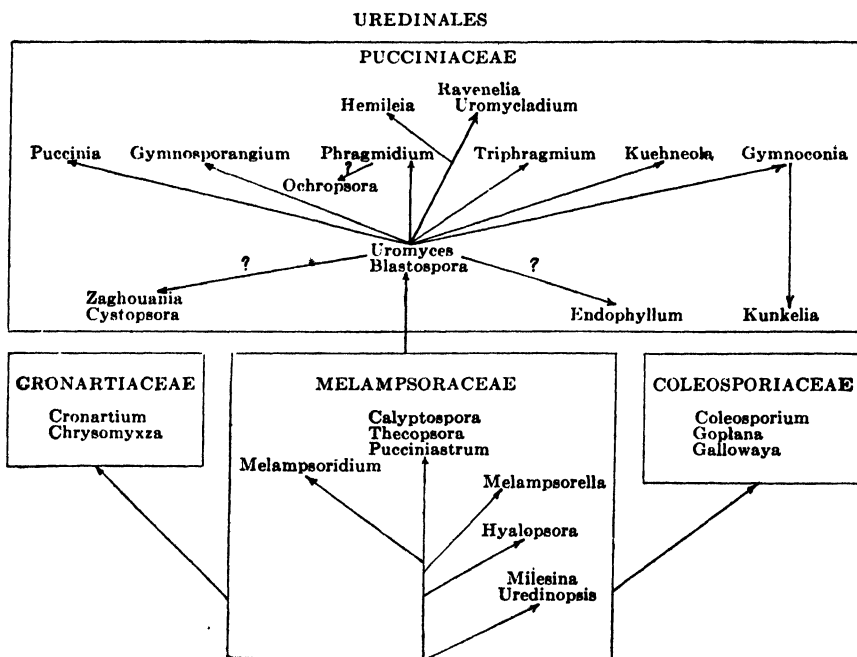 UREDINALES
PUCCINIACEAE
Ravenelia
Hemileia Uromycladium
Puccinia Gymnosporangium Phragmidium Triphragmium Kuehneola Gymnoconia
?
Ochropsora
Uromyces
? Blastospora ?
Zaghouania
Cystopsora Endophyllum Kunkelia
CRONARTIACEAE MELAMPSORACEAE COLEOSPORIACEAE
Cronartium Calyptospora Coleosporium
Chrysomyxza Thecopsora Goplana
Pucciniastrum Gallowaya
Melampsoridium
Melampsorella
Hyalopsora
Milesina
Uredinopsis